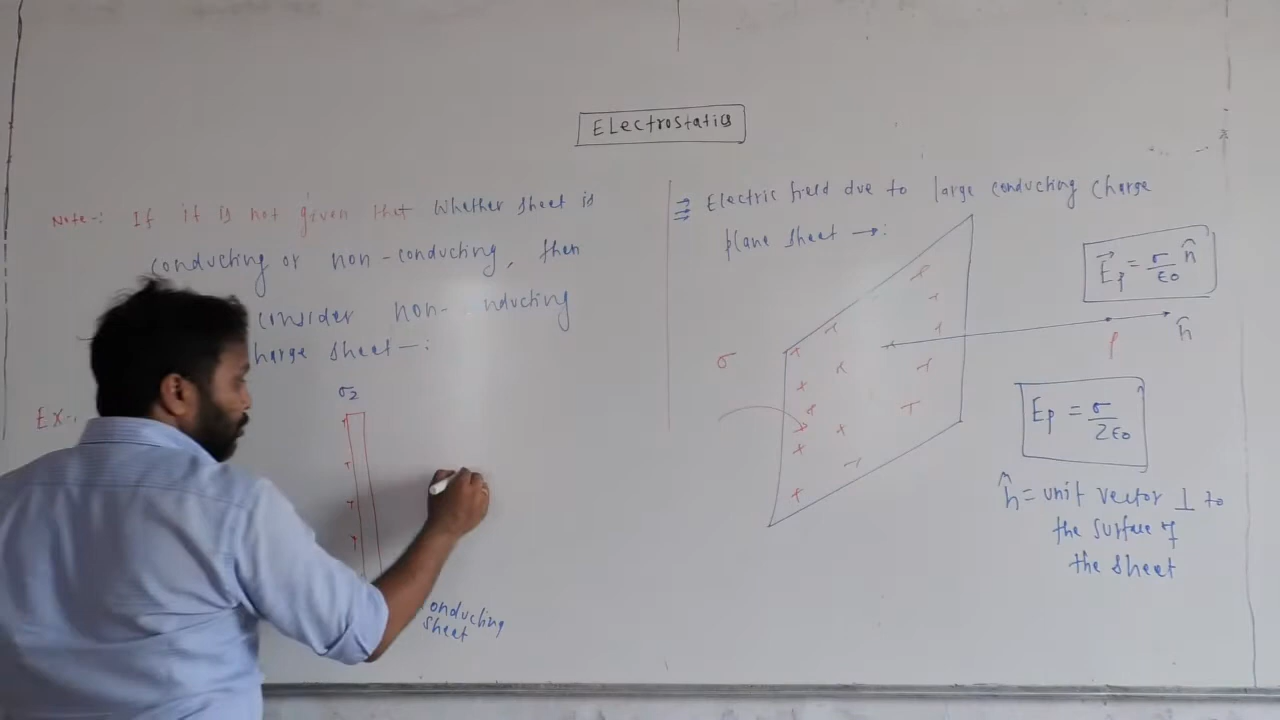 Electrostatics
Note-: If it is not given that whether sheet is
conducting or non-conducting, then
consider non-
charge sheet-:
Ex-:
σ2
onducting
sheet
⇒ Electric field due to large conducting charge
plane sheet →:
E⃗p = σ/ε0 n̂
n̂
P
σ
Ep = σ/2ε0
n̂ = unit vector ⊥ to
the surface of
the sheet